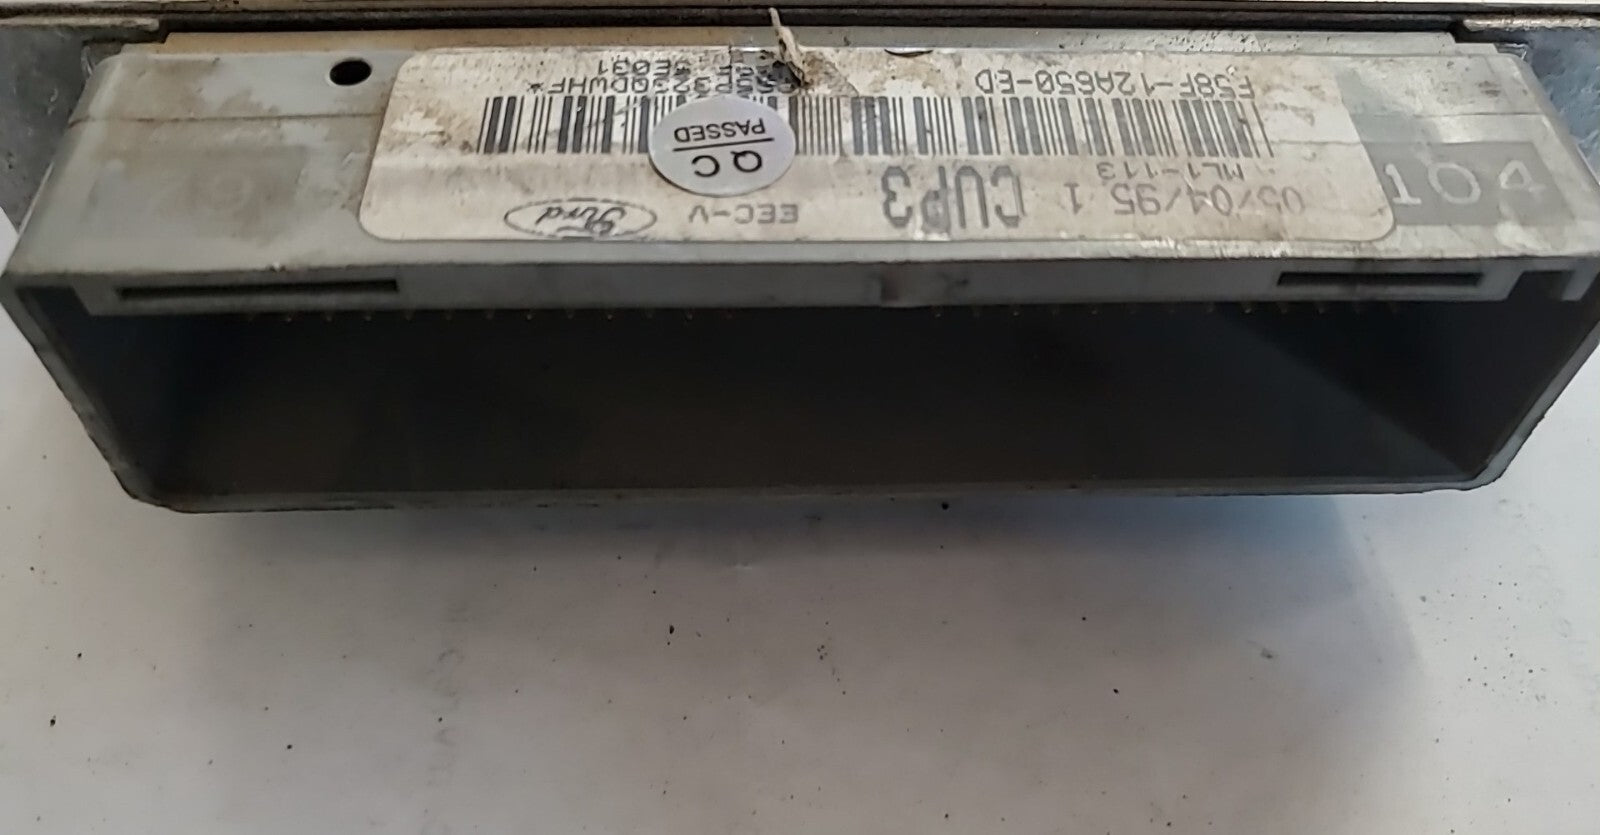 05/04/95 1 CUP3 EEC-V Ford
ML1-113
QC
PASSED
F58F-12A650-ED
104